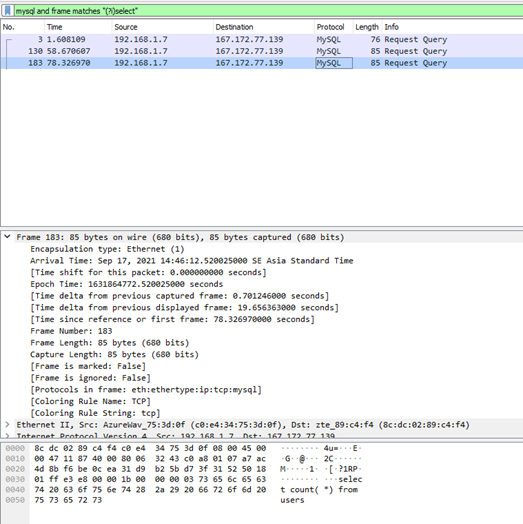 mysql and frame matches "(?i)select"
No. Time Source Destination Protocol Length Info
3 1.608109 192.168.1.7 167.172.77.139 MySQL 76 Request Query
130 58.670607 192.168.1.7 167.172.77.139 MySQL 85 Request Query
183 78.326970 192.168.1.7 167.172.77.139 MySQL 85 Request Query
Frame 183: 85 bytes on wire (680 bits), 85 bytes captured (680 bits)
Encapsulation type: Ethernet (1)
Arrival Time: Sep 17, 2021 14:46:12.520025000 SE Asia Standard Time
[Time shift for this packet: 0.000000000 seconds]
Epoch Time: 1631864772.520025000 seconds
[Time delta from previous captured frame: 0.701246000 seconds]
[Time delta from previous displayed frame: 19.656363000 seconds]
[Time since reference or first frame: 78.326970000 seconds]
Frame Number: 183
Frame Length: 85 bytes (680 bits)
Capture Length: 85 bytes (680 bits)
[Frame is marked: False]
[Frame is ignored: False]
[Protocols in frame: eth:ethertype:ip:tcp:mysql]
[Coloring Rule Name: TCP]
[Coloring Rule String: tcp]
Ethernet II, Src: AzureWav_75:3d:0f (c0:e4:34:75:3d:0f), Dst: zte_89:c4:f4 (8c:dc:02:89:c4:f4)
Internet Protocol Version 4, Src: 192.168.1.7, Dst: 167.172.77.139
0000 8c dc 02 89 c4 f4 c0 e4 34 75 3d 0f 08 00 45 00 ········ 4u=···E·
0010 00 47 11 87 40 00 80 06 32 43 c0 a8 01 07 a7 ac ·G··@··· 2C······
0020 4d 8b f6 be 0c ea 31 d9 b2 5b d7 3f 31 52 50 18 M·····1· ·[·?1RP·
0030 01 ff e3 e8 00 00 1b 00 00 00 03 73 65 6c 65 63 ········ ···selec
0040 74 20 63 6f 75 6e 74 28 2a 29 20 66 72 6f 6d 20 t count( *) from
0050 75 73 65 72 73 users